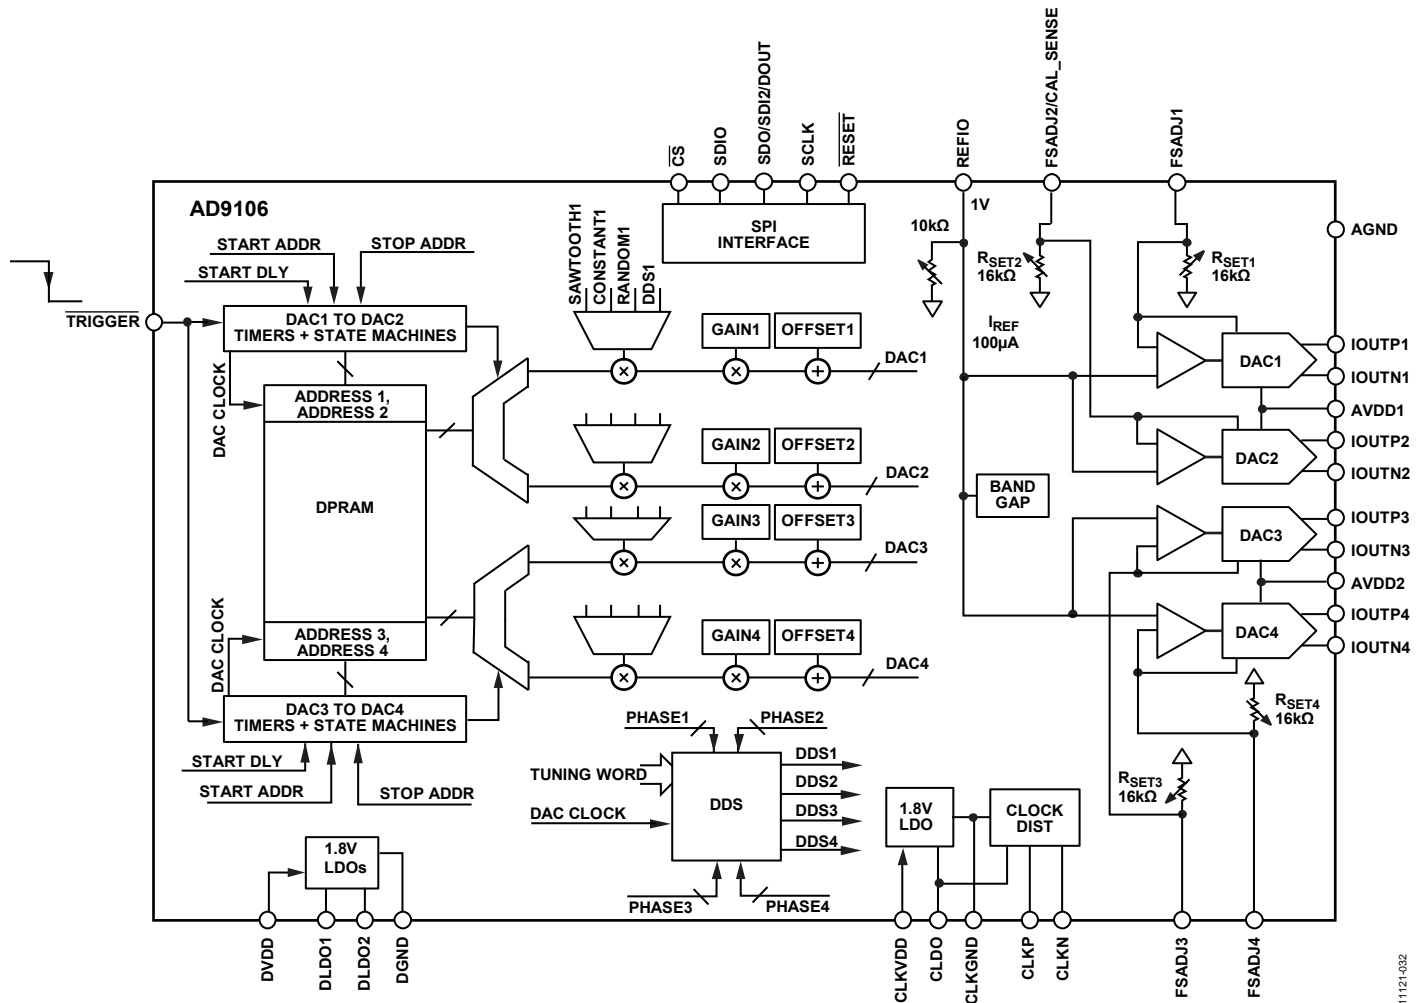 CS
SDIO
SDO/SDI2/DOUT
SCLK
RESET
REFIO
FSADJ2/CAL_SENSE
FSADJ1
AD9106
SPI
INTERFACE
1V
10kΩ
RSET2
16kΩ
RSET1
16kΩ
AGND
START ADDR
STOP ADDR
START DLY
TRIGGER
DAC1 TO DAC2
TIMERS + STATE MACHINES
DAC CLOCK
ADDRESS 1,
ADDRESS 2
DPRAM
ADDRESS 3,
ADDRESS 4
DAC CLOCK
DAC3 TO DAC4
TIMERS + STATE MACHINES
START DLY
START ADDR
STOP ADDR
SAWTOOTH1
CONSTANT1
RANDOM1
DDS1
GAIN1
OFFSET1
DAC1
GAIN2
OFFSET2
DAC2
GAIN3
OFFSET3
DAC3
GAIN4
OFFSET4
DAC4
IREF
100µA
BAND
GAP
DAC1
IOUTP1
IOUTN1
AVDD1
DAC2
IOUTP2
IOUTN2
DAC3
IOUTP3
IOUTN3
AVDD2
DAC4
IOUTP4
IOUTN4
RSET4
16kΩ
RSET3
16kΩ
PHASE1
PHASE2
TUNING WORD
DAC CLOCK
DDS
DDS1
DDS2
DDS3
DDS4
PHASE3
PHASE4
1.8V
LDOs
1.8V
LDO
CLOCK
DIST
DVDD
DLDO1
DLDO2
DGND
CLKVDD
CLDO
CLKGND
CLKP
CLKN
FSADJ3
FSADJ4
11121-032